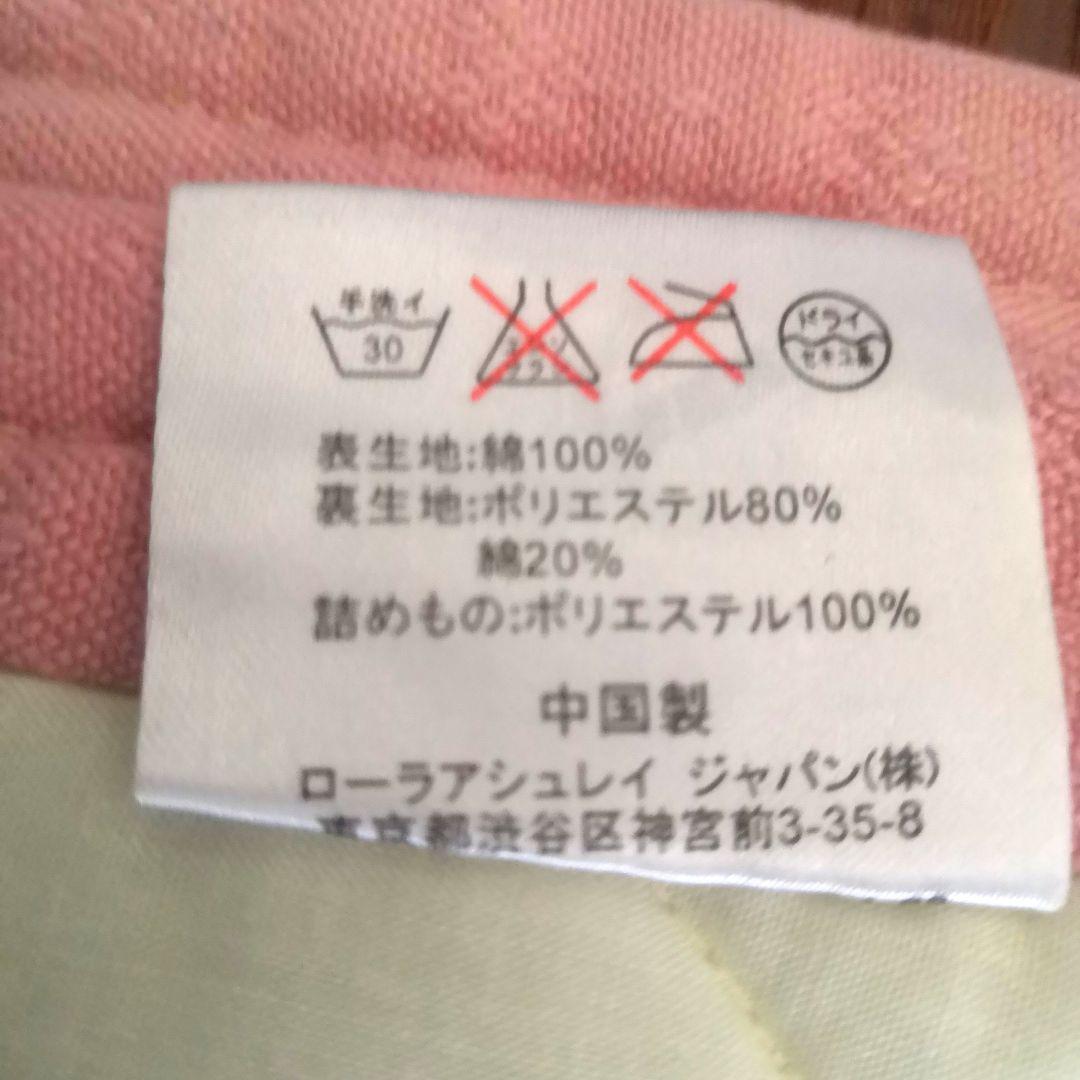 手洗イ
30
ドライ
セキユ系
表生地:綿100%
裏生地:ポリエステル80%
綿20%
詰めもの:ポリエステル100%
中国製
ローラアシュレイ ジャパン(株)
東京都渋谷区神宮前3-35-8